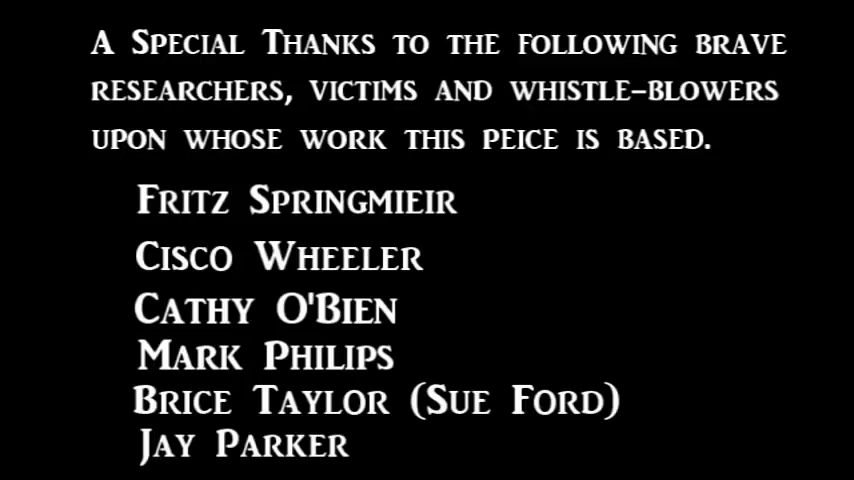 A Special Thanks to the following brave
researchers, victims and whistle-blowers
upon whose work this peice is based.
Fritz Springmieir
Cisco Wheeler
Cathy O'Bien
Mark Philips
Brice Taylor (Sue Ford)
Jay Parker